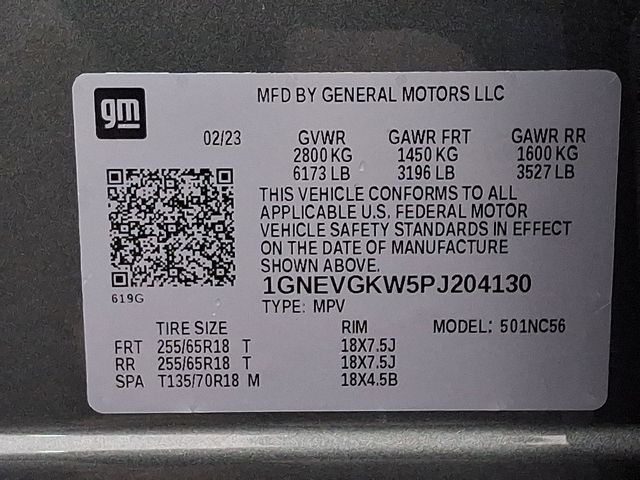 gm
MFD BY GENERAL MOTORS LLC
02/23 GVWR GAWR FRT GAWR RR
2800 KG 1450 KG 1600 KG
6173 LB 3196 LB 3527 LB
THIS VEHICLE CONFORMS TO ALL
APPLICABLE U.S. FEDERAL MOTOR
VEHICLE SAFETY STANDARDS IN EFFECT
ON THE DATE OF MANUFACTURE
SHOWN ABOVE.
619G
1GNEVGKW5PJ204130
TYPE: MPV
TIRE SIZE RIM MODEL: 501NC56
FRT 255/65R18 T 18X7.5J
RR 255/65R18 T 18X7.5J
SPA T135/70R18 M 18X4.5B